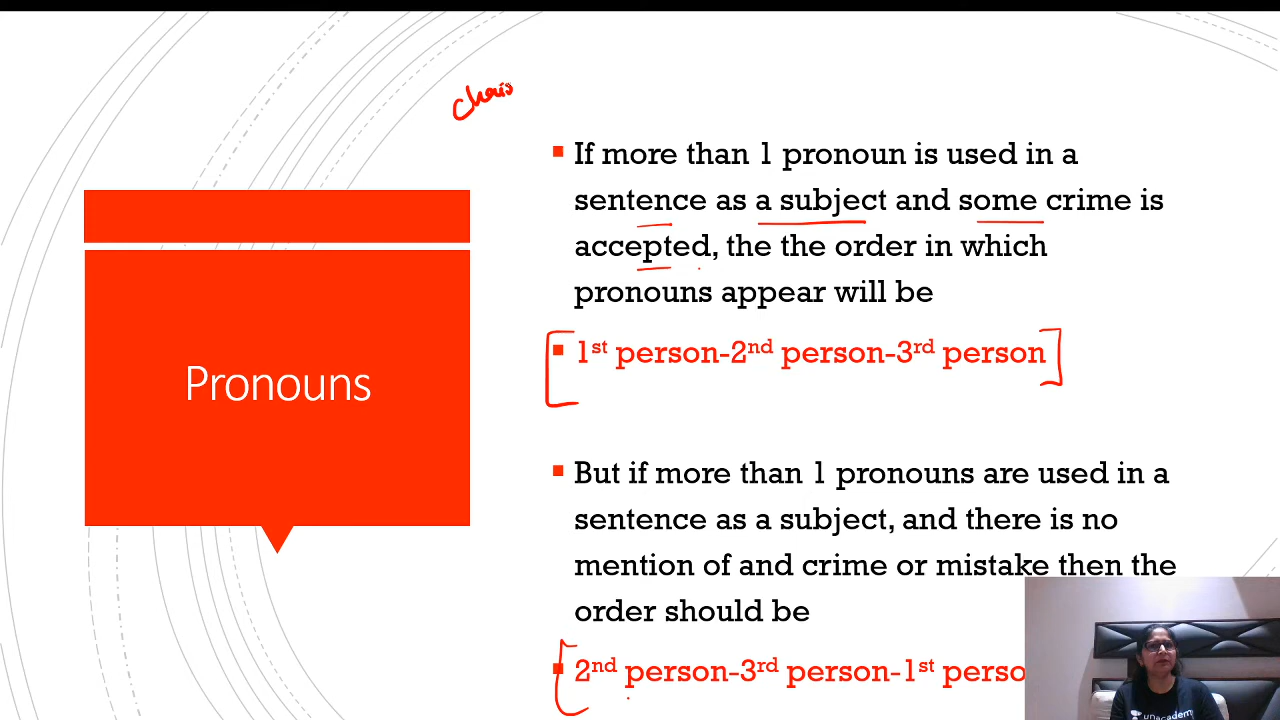 If more than 1 pronoun is used in a
sentence as a subject and some crime is
accepted, the the order in which
pronouns appear will be
1st person-2nd person-3rd person
Pronouns
But if more than 1 pronouns are used in a
sentence as a subject, and there is no
mention of and crime or mistake then the
order should be
2nd person-3rd person-1st perso